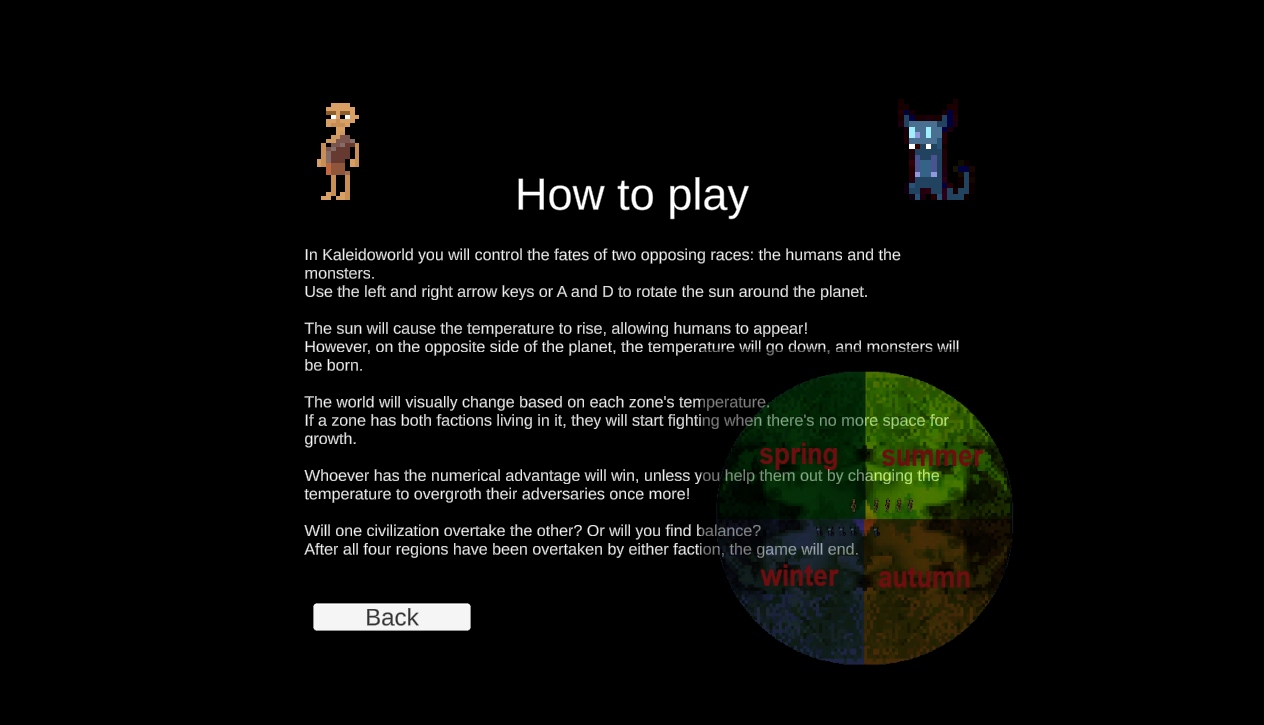 How to play
In Kaleidoworld you will control the fates of two opposing races: the humans and the
monsters.
Use the left and right arrow keys or A and D to rotate the sun around the planet.
The sun will cause the temperature to rise, allowing humans to appear!
However, on the opposite side of the planet, the temperature will go down, and monsters will
be born.
The world will visually change based on each zone's temperature.
If a zone has both factions living in it, they will start fighting when there's no more space for
growth.
Whoever has the numerical advantage will win, unless you help them out by changing the
temperature to overgroth their adversaries once more!
Will one civilization overtake the other? Or will you find balance?
After all four regions have been overtaken by either faction, the game will end.
spring
summer
winter
autumn
Back